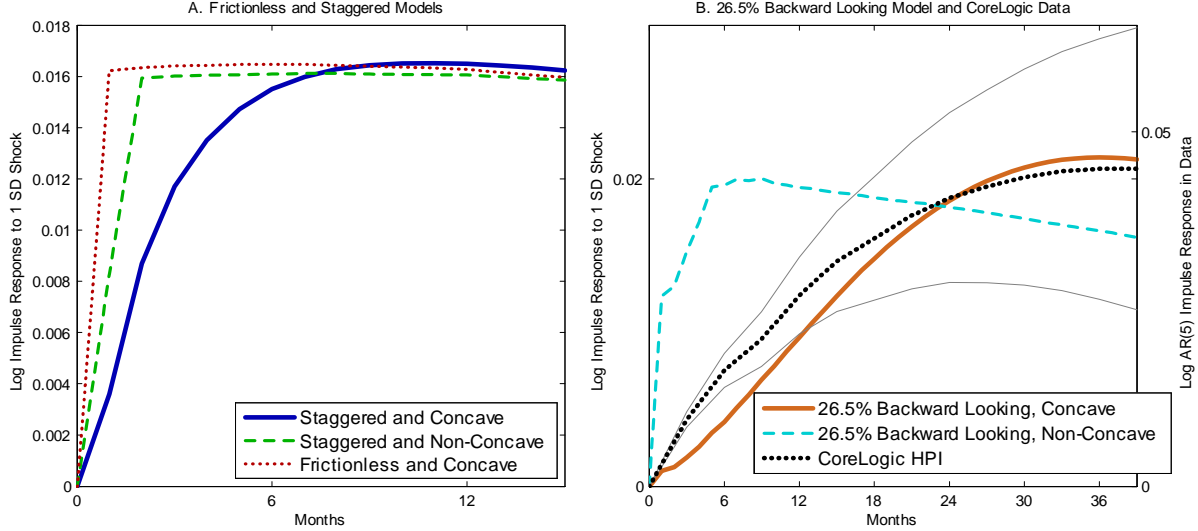 A. Frictionless and Staggered Models
Log Impulse Response to 1 SD Shock
0.018
0.016
0.014
0.012
0.01
0.008
0.006
0.004
0.002
0
0
6
12
Months
Staggered and Concave
Staggered and Non-Concave
Frictionless and Concave
B. 26.5% Backward Looking Model and CoreLogic Data
Log Impulse Response to 1 SD Shock
0.02
0
0
6
12
18
24
30
36
Months
0.05
0
Log AR(5) Impulse Response in Data
26.5% Backward Looking, Concave
26.5% Backward Looking, Non-Concave
CoreLogic HPI